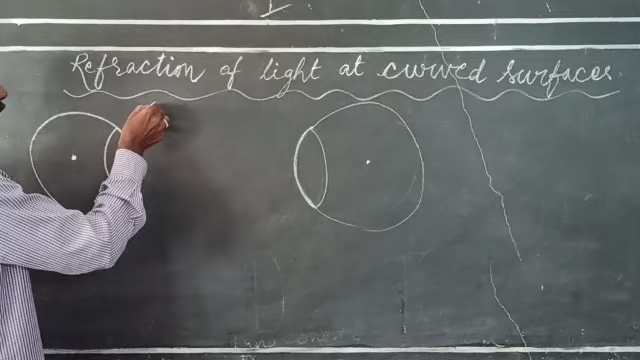 Refraction of light at curved surfaces.